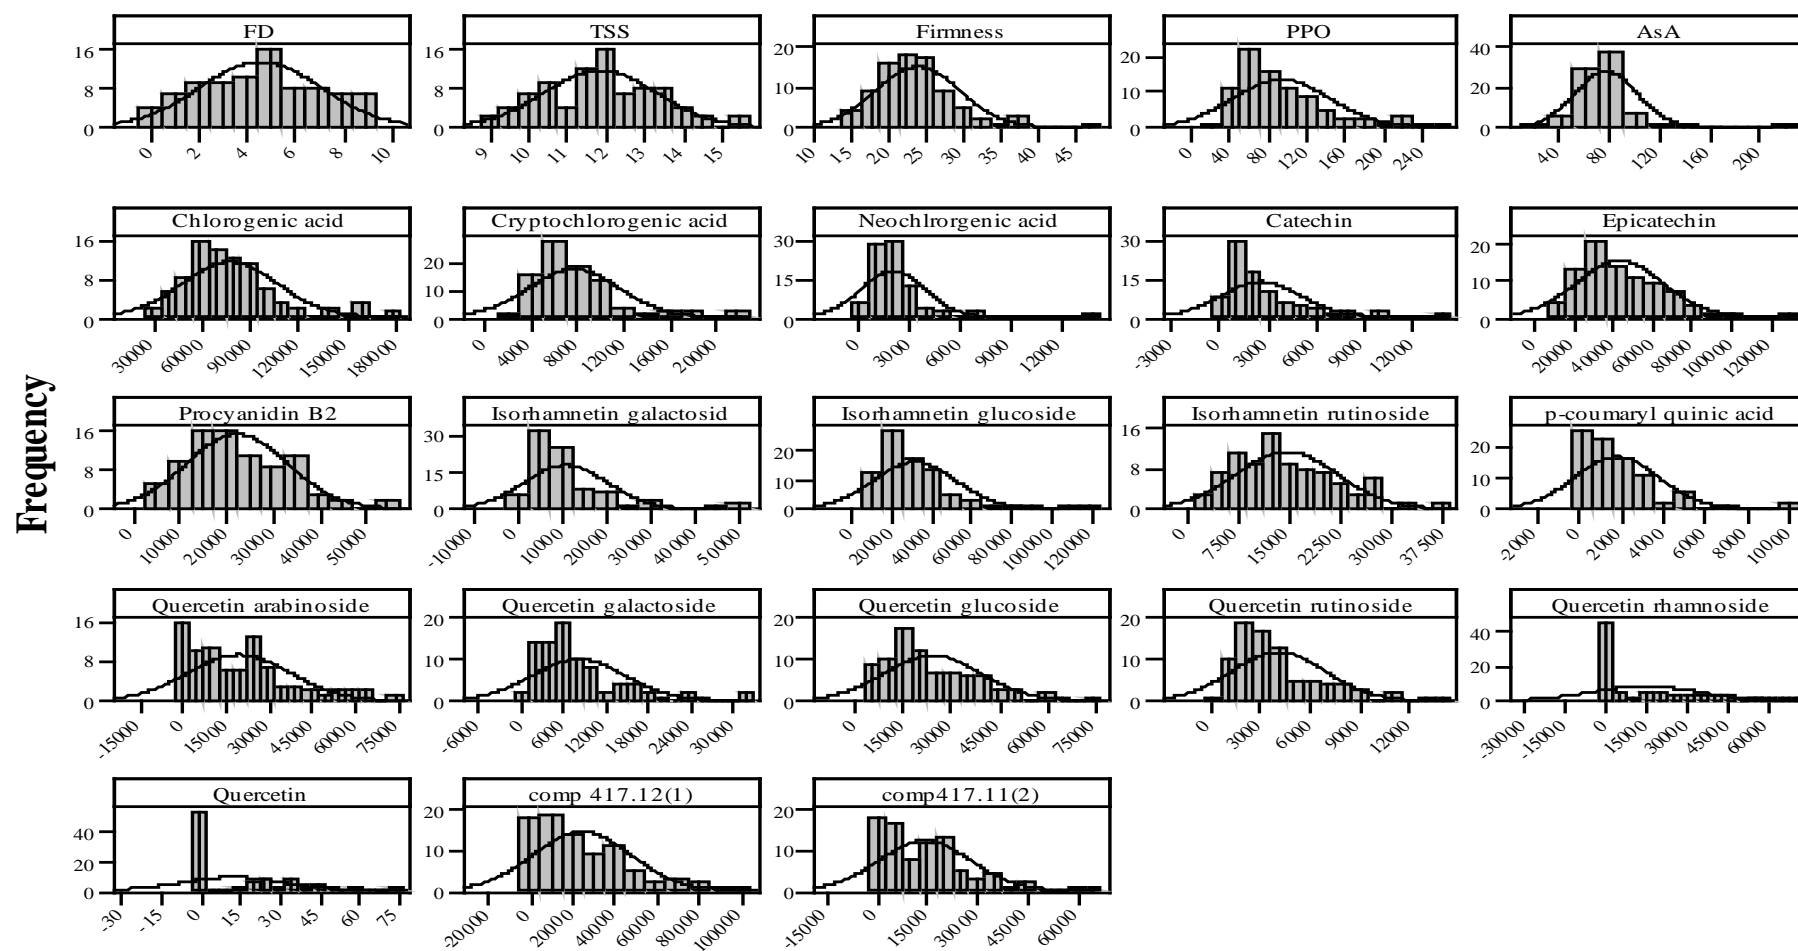 Frequency
FD
16
8
0
0 2 4 6 8 10
TSS
16
8
0
9 10 11 12 13 14 15
Firmness
20
10
0
10 15 20 25 30 35 40 45
PPO
20
10
0
0 40 80 120 160 200 240
AsA
40
20
0
40 80 120 160 200
Chlorogenic acid
16
8
0
30000 60000 90000 120000 150000 180000
Cryptochlorogenic acid
20
10
0
0 4000 8000 12000 16000 20000
Neochlrorgenic acid
30
15
0
0 3000 6000 9000 12000
Catechin
30
15
0
-3000 0 3000 6000 9000 12000
Epicatechin
20
10
0
0 20000 40000 60000 80000 100000 120000
Procyanidin B2
16
8
0
0 10000 20000 30000 40000 50000
Isorhamnetin galactosid
30
15
0
-10000 0 10000 20000 30000 40000 50000
Isorhamnetin glucoside
20
10
0
0 20000 40000 60000 80000 100000 120000
Isorhamnetin rutinoside
16
8
0
0 7500 15000 22500 30000 37500
p-coumaryl quinic acid
20
10
0
-2000 0 2000 4000 6000 8000 10000
Quercetin arabinoside
16
8
0
-15000 0 15000 30000 45000 60000 75000
Quercetin galactoside
20
10
0
-6000 0 6000 12000 18000 24000 30000
Quercetin glucoside
20
10
0
0 15000 30000 45000 60000 75000
Quercetin rutinoside
20
10
0
0 3000 6000 9000 12000
Quercetin rhamnoside
40
20
0
-30000 -15000 0 15000 30000 45000 60000
Quercetin
40
20
0
-30 -15 0 15 30 45 60 75
comp 417.12(1)
20
10
0
-20000 0 20000 40000 60000 80000 100000
comp417.11(2)
20
10
0
-15000 0 15000 30000 45000 60000